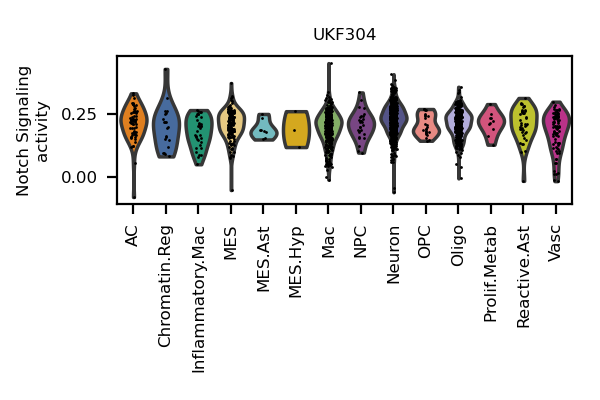 UKF304
Notch Signaling
activity
0.25
0.00
AC
Chromatin.Reg
Inflammatory.Mac
MES
MES.Ast
MES.Hyp
Mac
NPC
Neuron
OPC
Oligo
Prolif.Metab
Reactive.Ast
Vasc